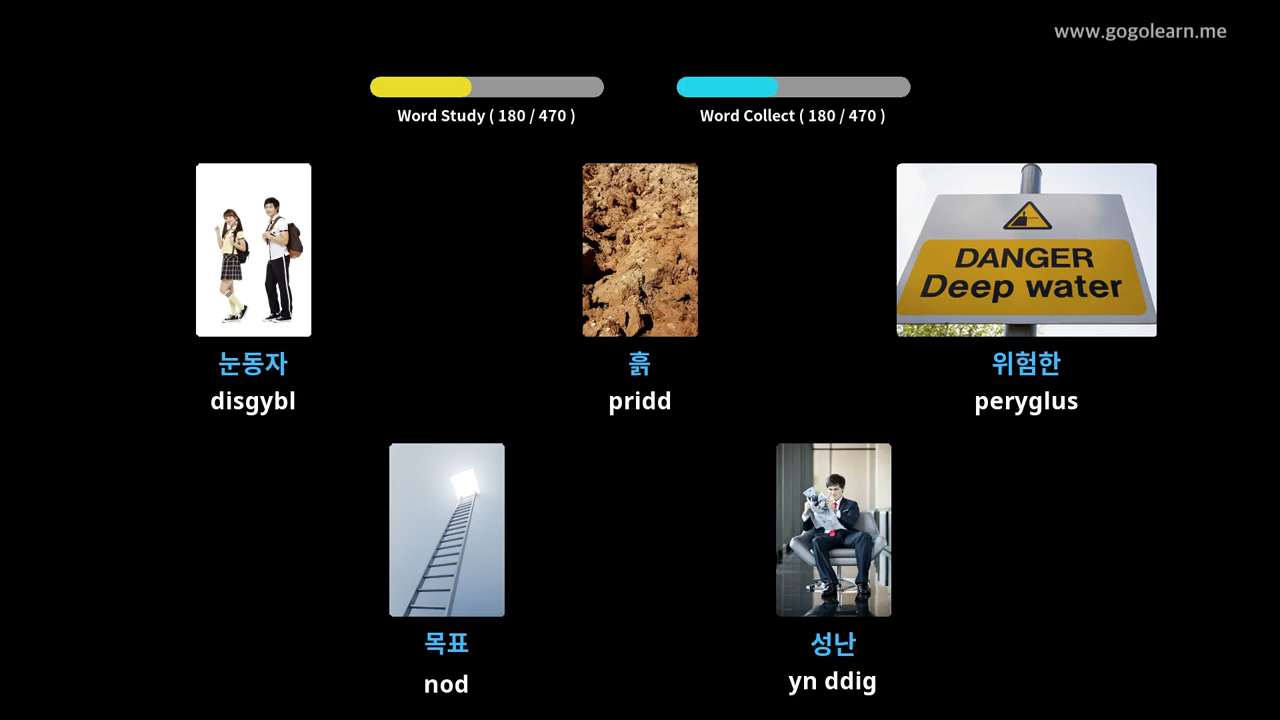 www.gogolearn.me
Word Study ( 180 / 470 )
Word Collect ( 180 / 470 )
DANGER
Deep water
눈동자
disgybl
흙
pridd
위험한
peryglus
목표
nod
성난
yn ddig